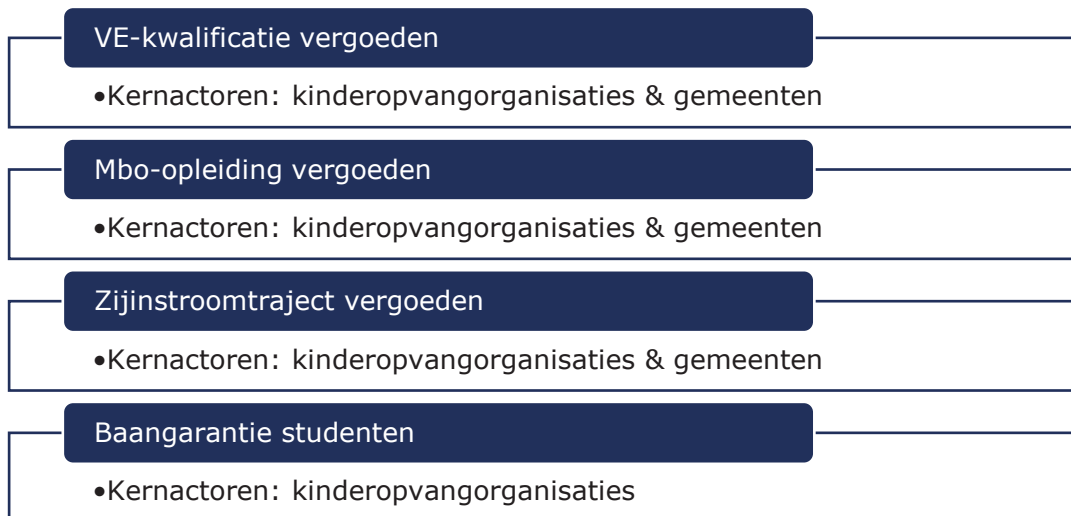 VE-kwalificatie vergoeden
•Kernactoren: kinderopvangorganisaties & gemeenten
Mbo-opleiding vergoeden
•Kernactoren: kinderopvangorganisaties & gemeenten
Zijinstroomtraject vergoeden
•Kernactoren: kinderopvangorganisaties & gemeenten
Baangarantie studenten
•Kernactoren: kinderopvangorganisaties